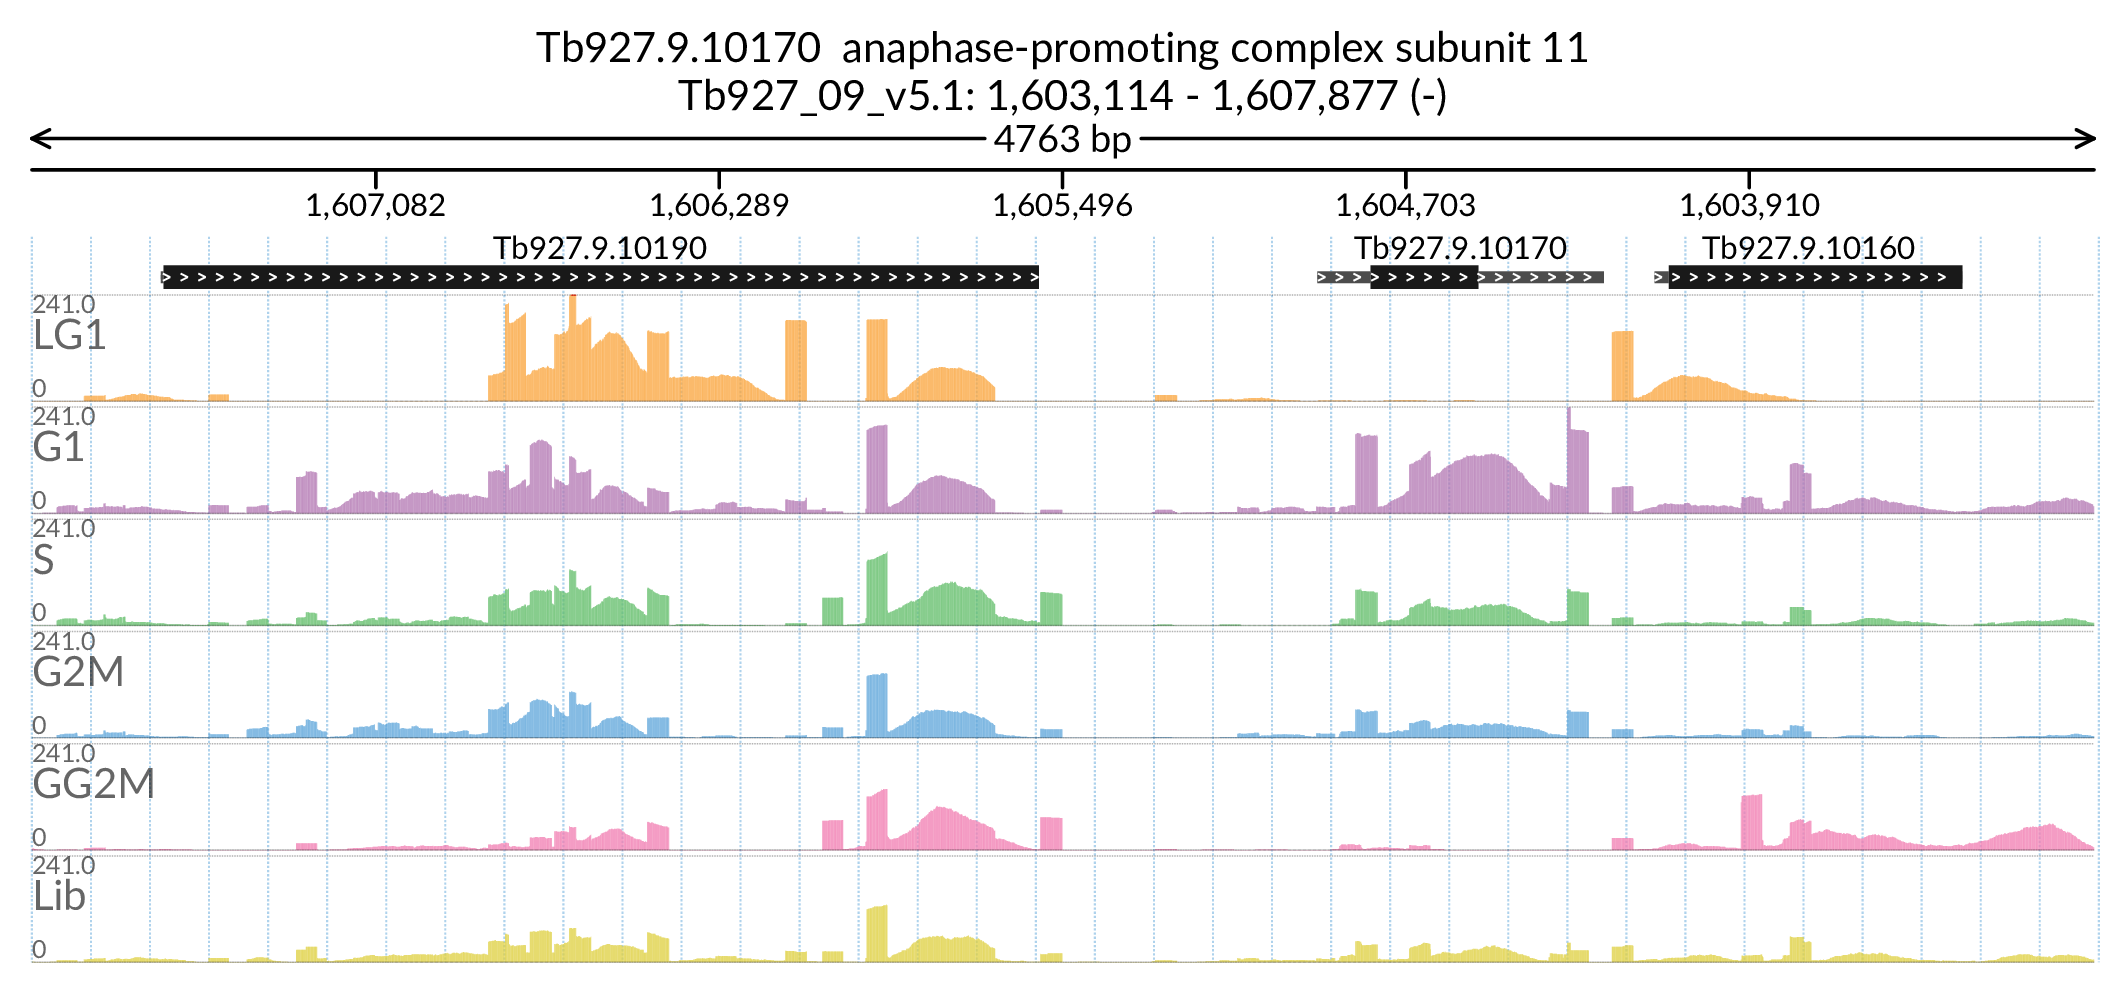 Tb927.9.10170 anaphase-promoting complex subunit 11
Tb927_09_v5.1: 1,603,114 - 1,607,877 (-)
4763 bp
1,607,082 1,606,289 1,605,496 1,604,703 1,603,910
Tb927.9.10190 Tb927.9.10170 Tb927.9.10160
241.0
LG1
0
241.0
G1
0
241.0
S
0
241.0
G2M
0
241.0
GG2M
0
241.0
Lib
0